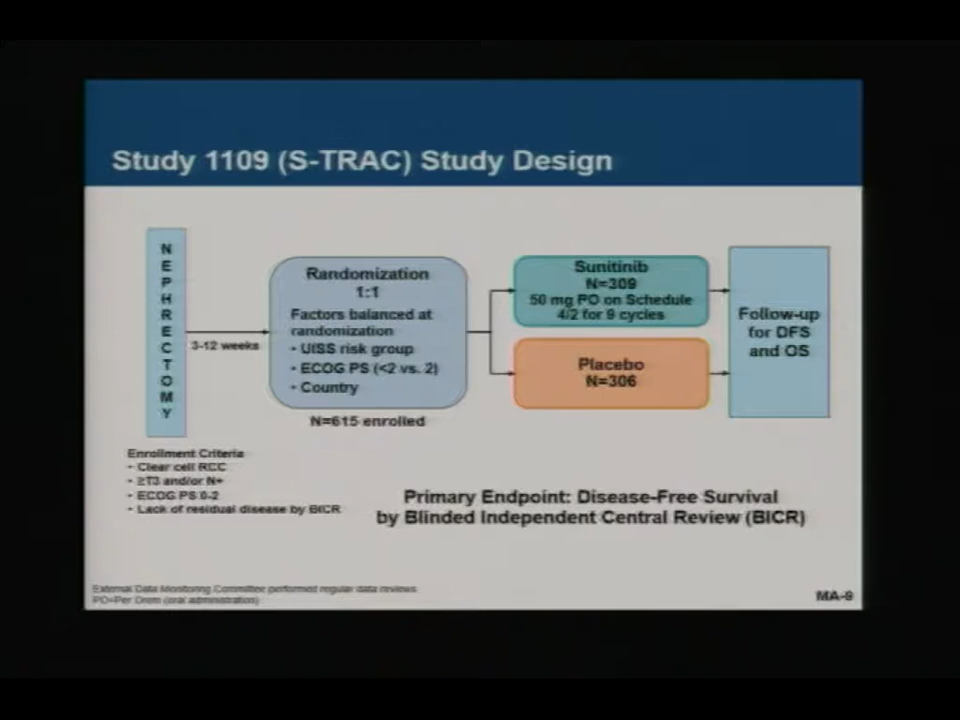 Study 1109 (S-TRAC) Study Design
NEPHRECTOMY
3-12 weeks
Randomization
1:1
Factors balanced at
randomization
• UISS risk group
• ECOG PS (<2 vs. 2)
• Country
N=615 enrolled
Sunitinib
N=309
50 mg PO on Schedule
4/2 for 9 cycles
Placebo
N=306
Follow-up
for DFS
and OS
Enrollment Criteria
• Clear cell RCC
• ≥T3 and/or N+
• ECOG PS 0-2
• Lack of residual disease by BICR
Primary Endpoint: Disease-Free Survival
by Blinded Independent Central Review (BICR)
External Data Monitoring Committee performed regular data reviews
PO=Per Orem (oral administration)
MA-9